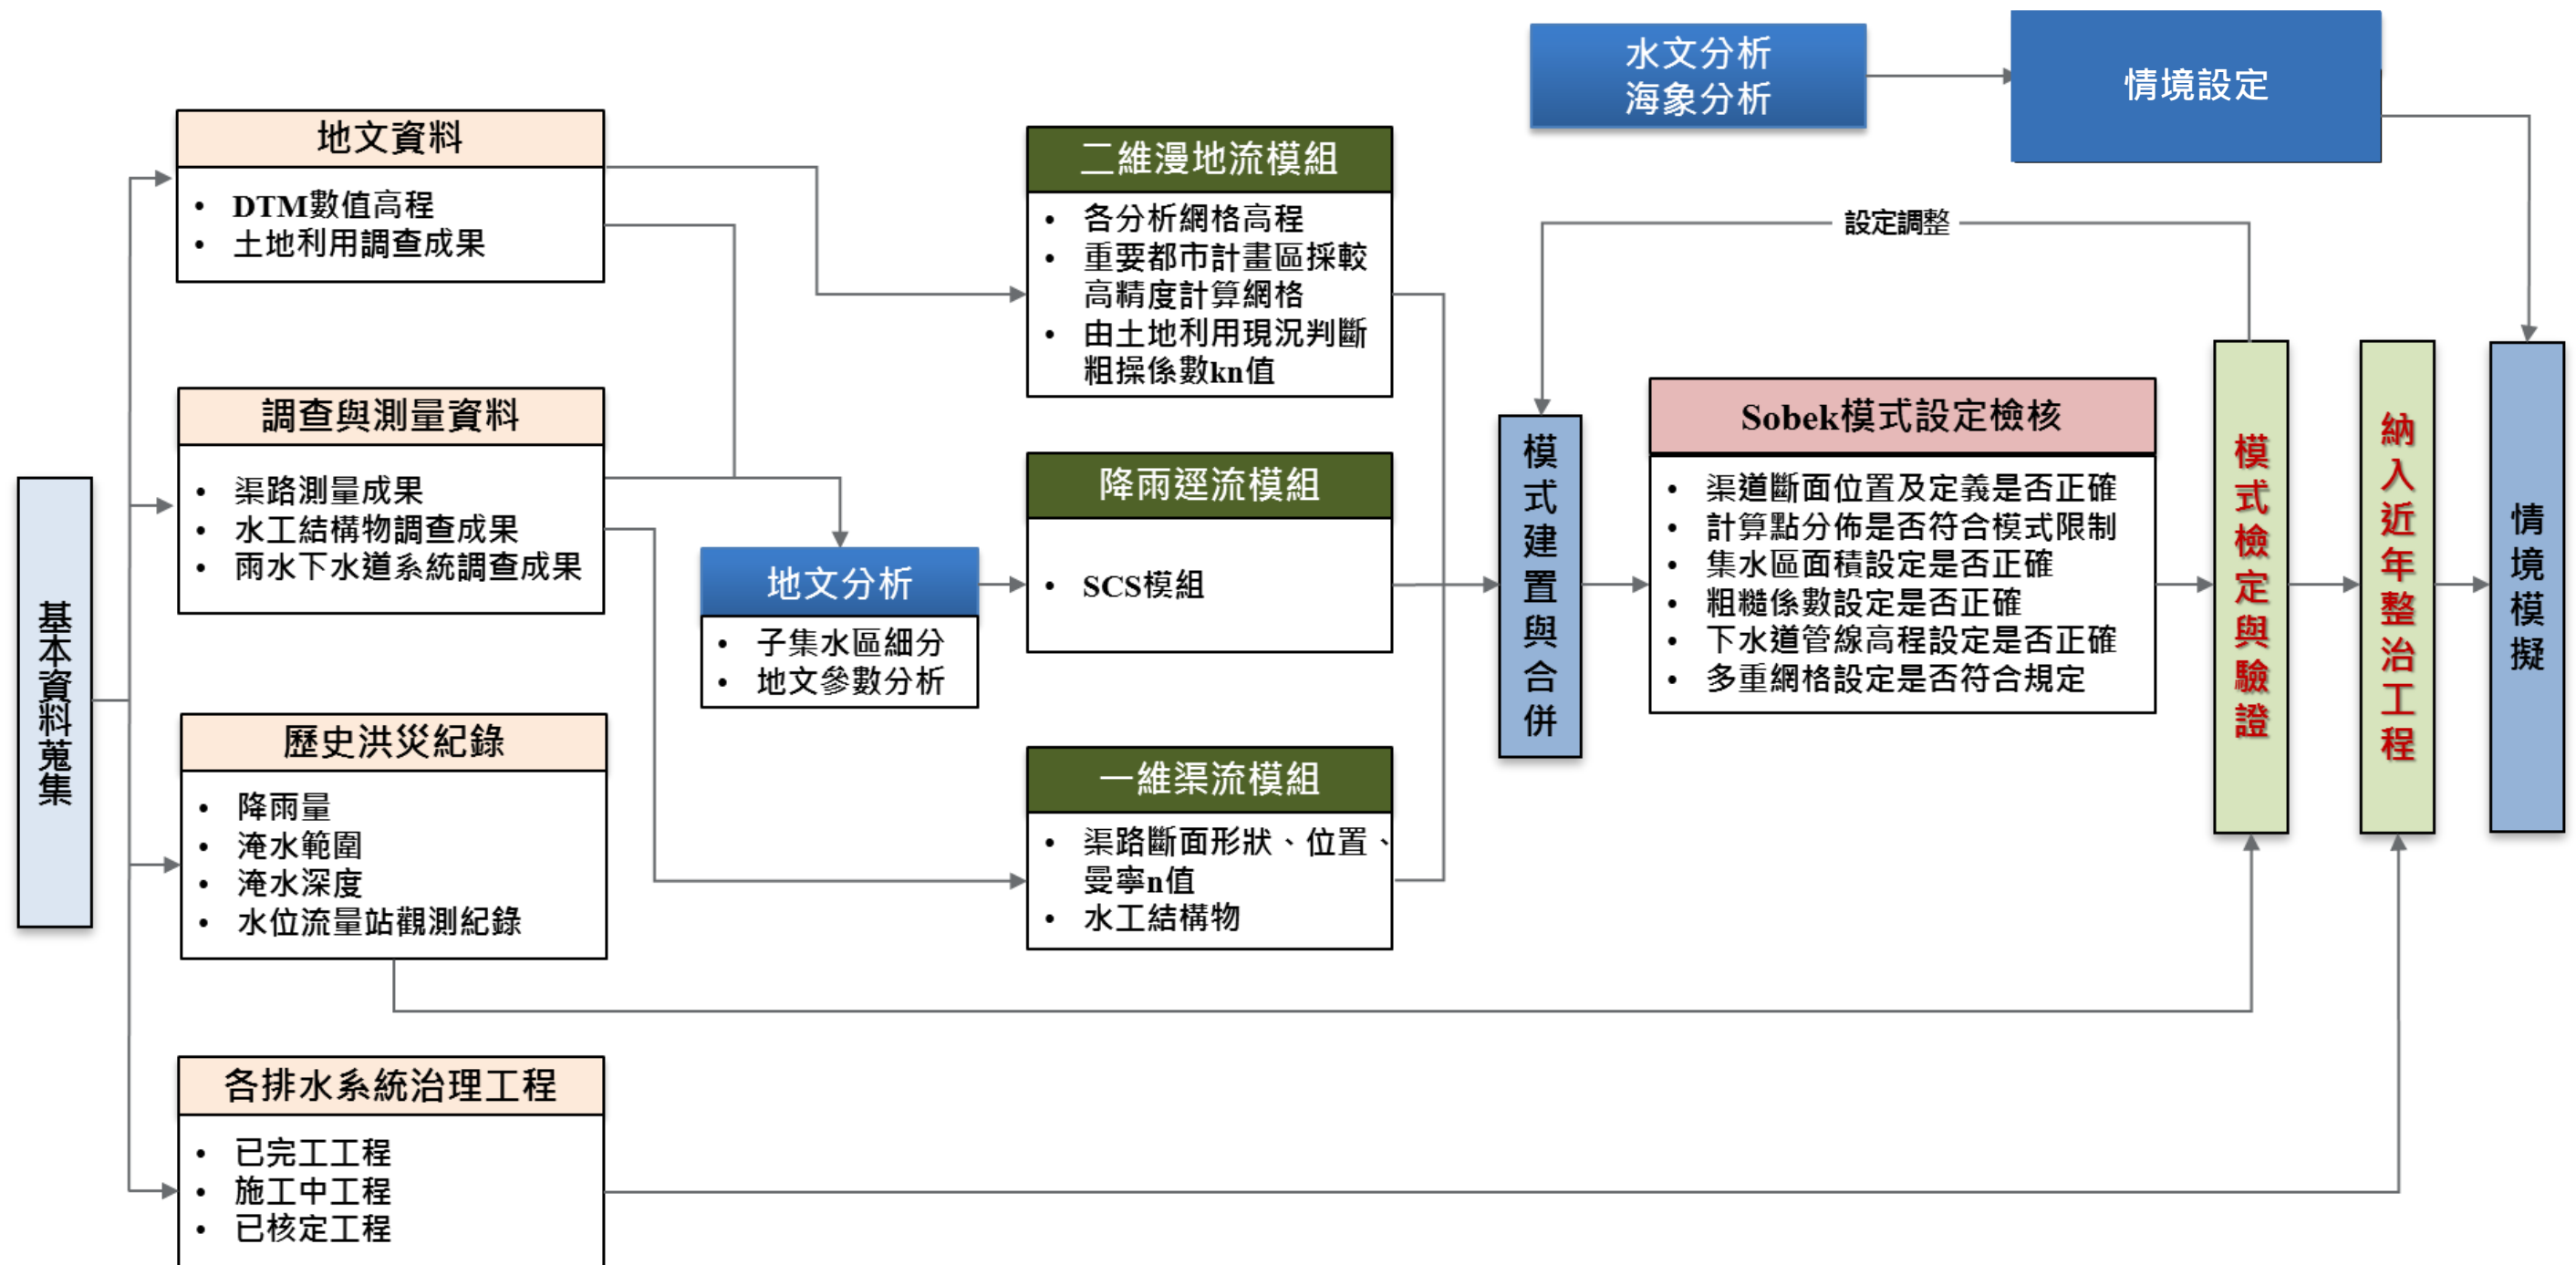 水文分析
海象分析
情境設定
基本資料蒐集
地文資料
• DTM數值高程
• 土地利用調查成果
調查與測量資料
• 渠路測量成果
• 水工結構物調查成果
• 雨水下水道系統調查成果
歷史洪災紀錄
• 降雨量
• 淹水範圍
• 淹水深度
• 水位流量站觀測紀錄
各排水系統治理工程
• 已完工工程
• 施工中工程
• 已核定工程
地文分析
• 子集水區細分
• 地文參數分析
二維漫地流模組
• 各分析網格高程
• 重要都市計畫區採較
高精度計算網格
• 由土地利用現況判斷
粗操係數kn值
降雨逕流模組
• SCS模組
一維渠流模組
• 渠路斷面形狀、位置、
曼寧n值
• 水工結構物
設定調整
模式建置與合併
Sobek模式設定檢核
• 渠道斷面位置及定義是否正確
• 計算點分佈是否符合模式限制
• 集水區面積設定是否正確
• 粗糙係數設定是否正確
• 下水道管線高程設定是否正確
• 多重網格設定是否符合規定
模式檢定與驗證
納入近年整治工程
情境模擬